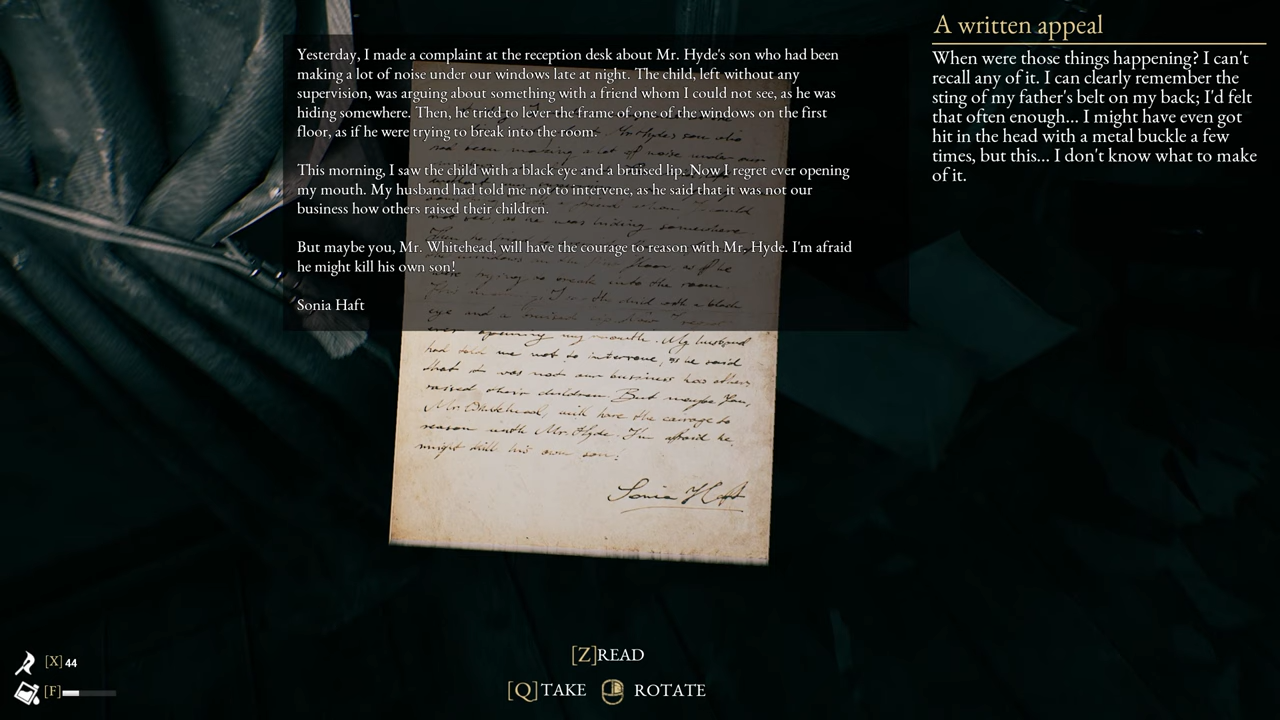 Yesterday, I made a complaint at the reception desk about Mr. Hyde's son who had been
making a lot of noise under our windows late at night. The child, left without any
supervision, was arguing about something with a friend whom I could not see, as he was
hiding somewhere. Then, he tried to lever the frame of one of the windows on the first
floor, as if he were trying to break into the room.
This morning, I saw the child with a black eye and a bruised lip. Now I regret ever opening
my mouth. My husband had told me not to intervene, as he said that it was not our
business how others raised their children.
But maybe you, Mr. Whitehead, will have the courage to reason with Mr. Hyde. I'm afraid
he might kill his own son!
Sonia Haft
A written appeal
When were those things happening? I can't
recall any of it. I can clearly remember the
sting of my father's belt on my back; I'd felt
that often enough... I might have even got
hit in the head with a metal buckle a few
times, but this... I don't know what to make
of it.
ever opening my mouth. My husband
had told me not to intervene, as he said
that it was not our business how others
raised their children. But maybe you,
Mr. Whitehead, will have the courage to
reason with Mr. Hyde. I'm afraid he
might kill his own son!
Sonia Haft
[X] 44
[F]
[Z] READ
[Q] TAKE ROTATE